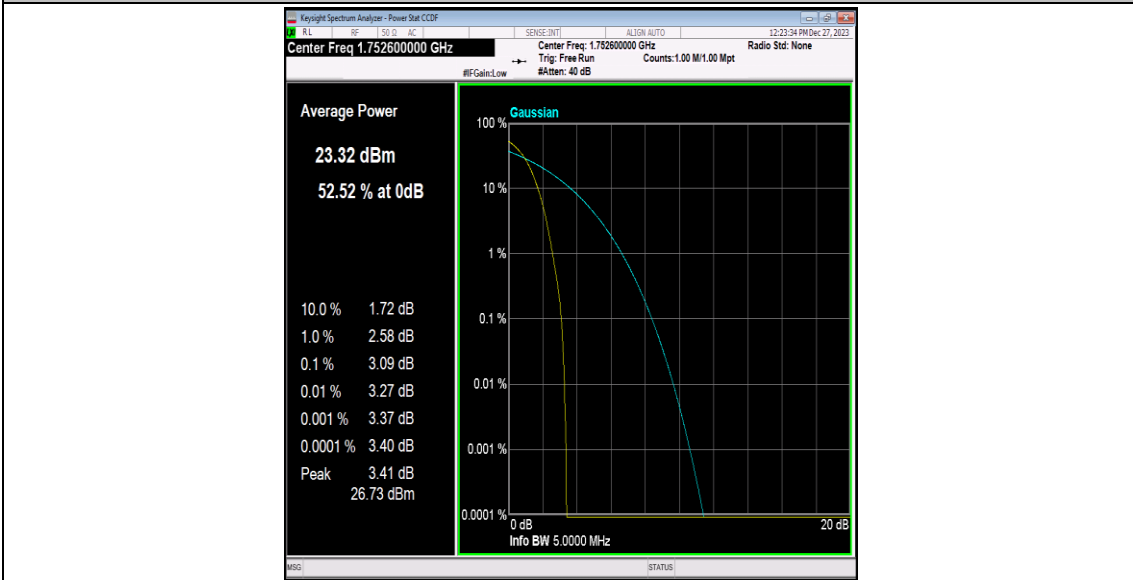 Keysight Spectrum Analyzer - Power Stat CCDF
RL RF 50 Ω AC SENSE:INT ALIGN AUTO 12:23:34 PM Dec 27, 2023
Center Freq 1.752600000 GHz
Center Freq: 1.752600000 GHz Radio Std: None
Trig: Free Run Counts:1.00 M/1.00 Mpt
#IFGain:Low #Atten: 40 dB
Average Power
23.32 dBm
52.52 % at 0dB
10.0 % 1.72 dB
1.0 % 2.58 dB
0.1 % 3.09 dB
0.01 % 3.27 dB
0.001 % 3.37 dB
0.0001 % 3.40 dB
Peak 3.41 dB
26.73 dBm
Gaussian
100 %
10 %
1 %
0.1 %
0.01 %
0.001 %
0.0001 %
0 dB 20 dB
Info BW 5.0000 MHz
MSG STATUS